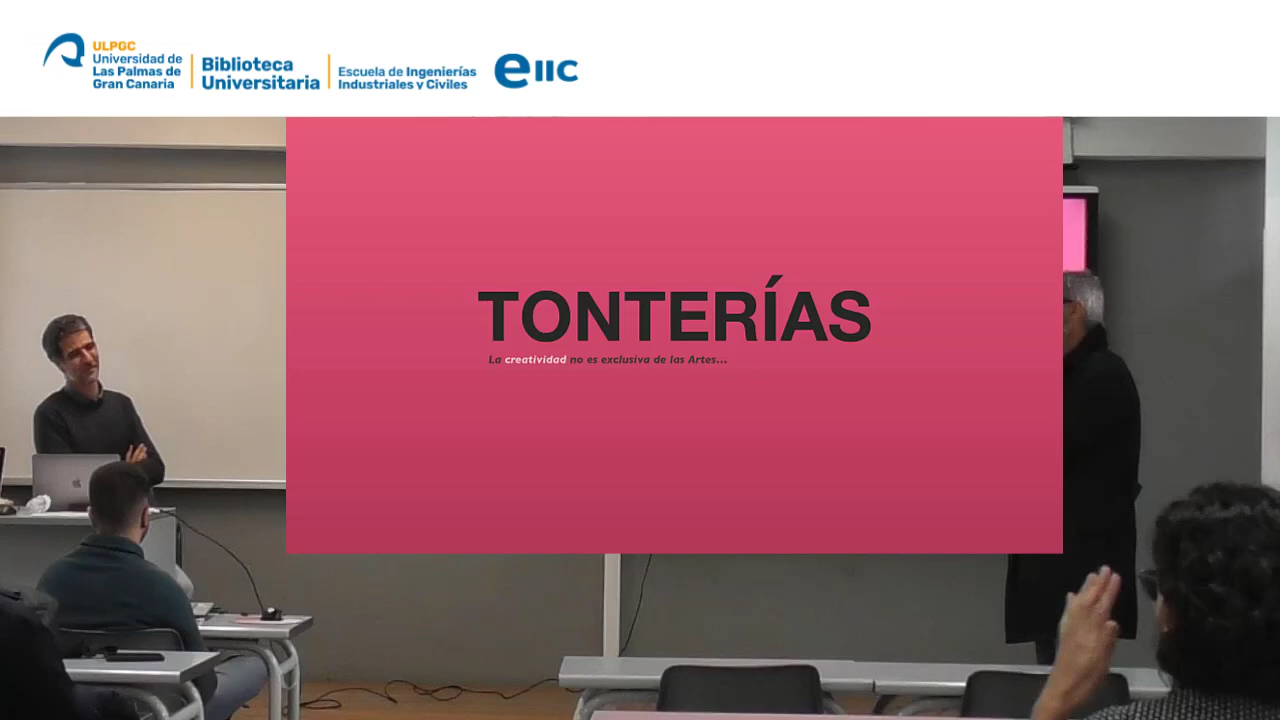 ULPGC
Universidad de
Las Palmas de
Gran Canaria
Biblioteca
Universitaria
Escuela de Ingenierías
Industriales y Civiles
eIIC
TONTERÍAS
La creatividad no es exclusiva de las Artes...